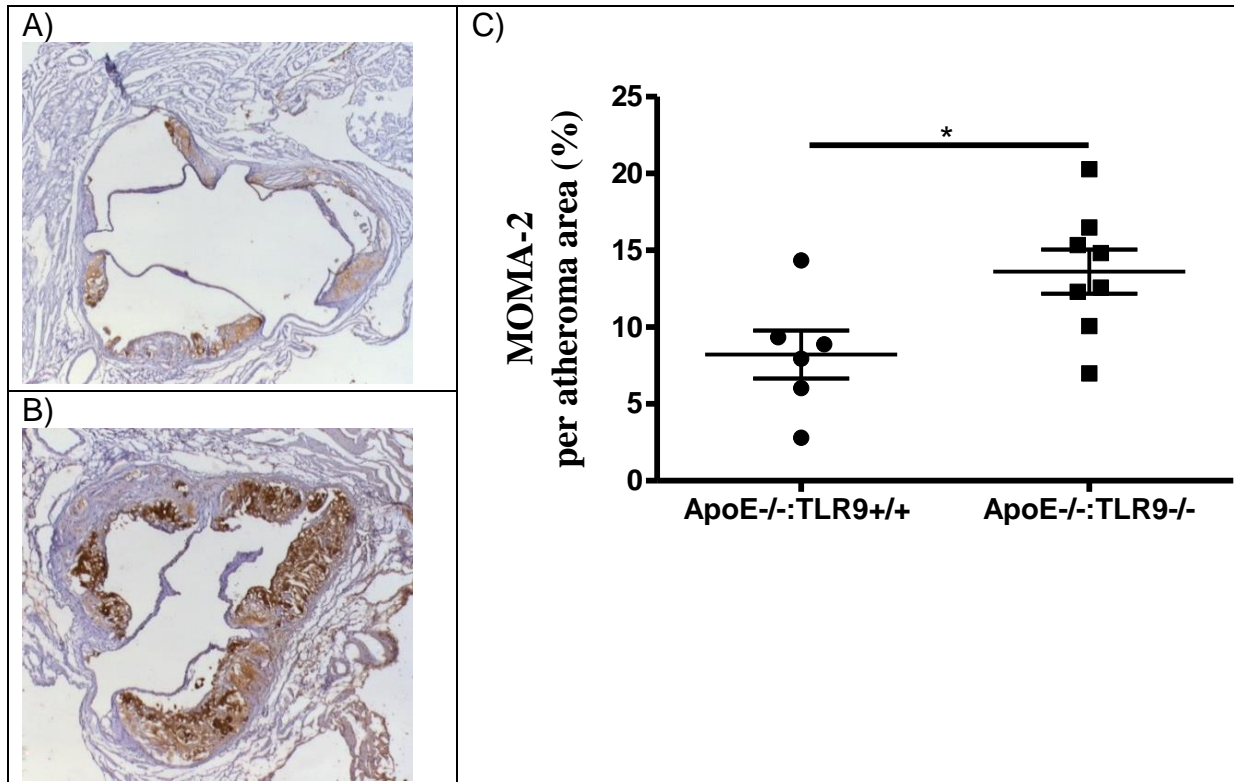 A)
B)
C)
MOMA-2
per atheroma area (%)
25
20
15
10
5
0
*
ApoE-/-:TLR9+/+
ApoE-/-:TLR9-/-